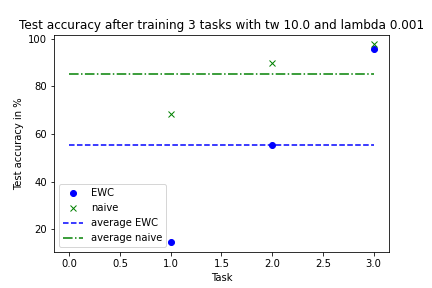 Test accuracy after training 3 tasks with tw 10.0 and lambda 0.001
100
80
60
40
20
Test accuracy in %
EWC
naive
average EWC
average naive
0.0 0.5 1.0 1.5 2.0 2.5 3.0
Task